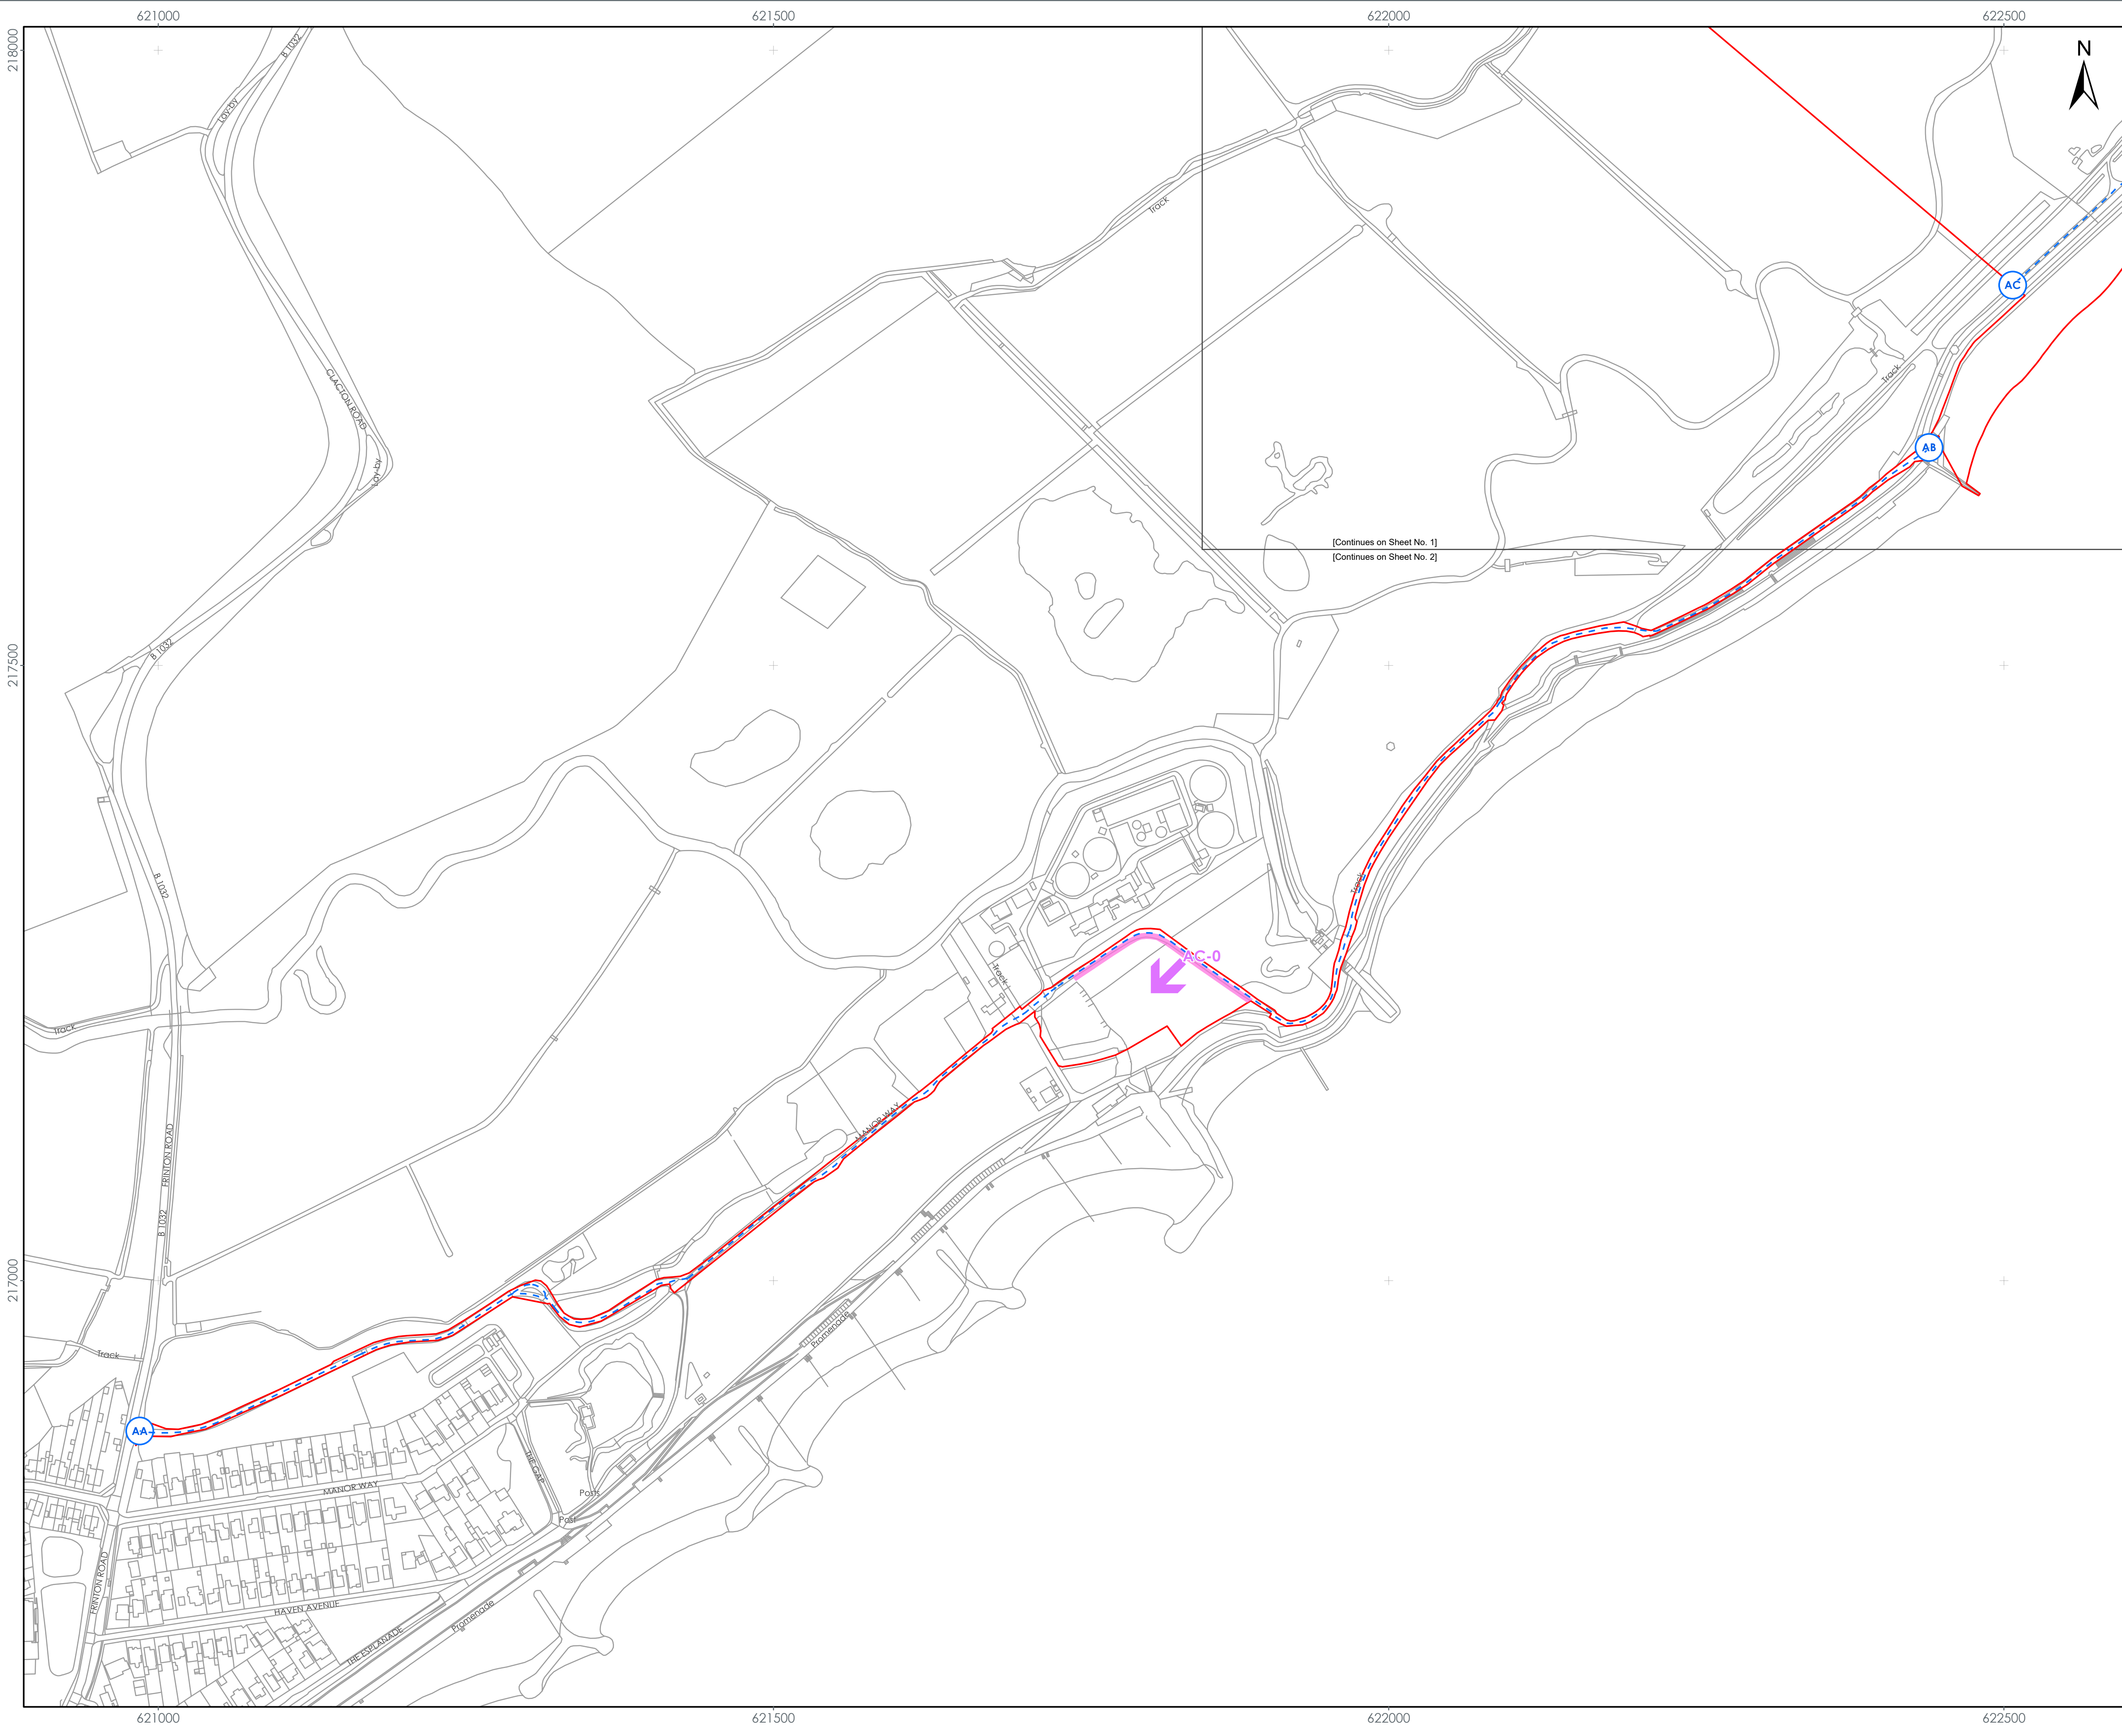 621000
621500
622000
622500
218000
N
B 1032
Lay-by
Track
AC
CLACTON ROAD
Track
AB
Lay-by
[Continues on Sheet No. 1]
[Continues on Sheet No. 2]
B 1032
217500
B 1032
Track
AC-0
Track
Track
MANOR WAY
FRINTON ROAD
B 1032
217000
Promenade
Track
AA
THE GAP
MANOR WAY
Posts
Post
FRINTON ROAD
HAVEN AVENUE
Promenade
THE ESPLANADE
621000
621500
622000
622500